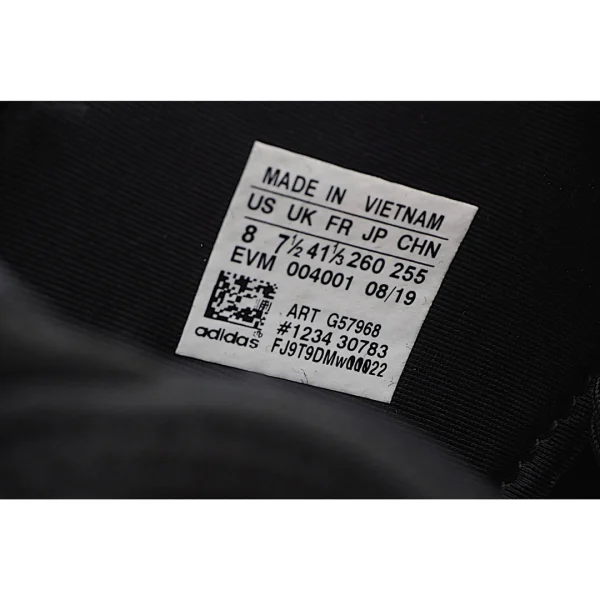 MADE IN VIETNAM
US UK FR JP CHN
8 7½ 41⅓ 260 255
EVM 004001 08/19
ART G57968
#1234 30783
adidas